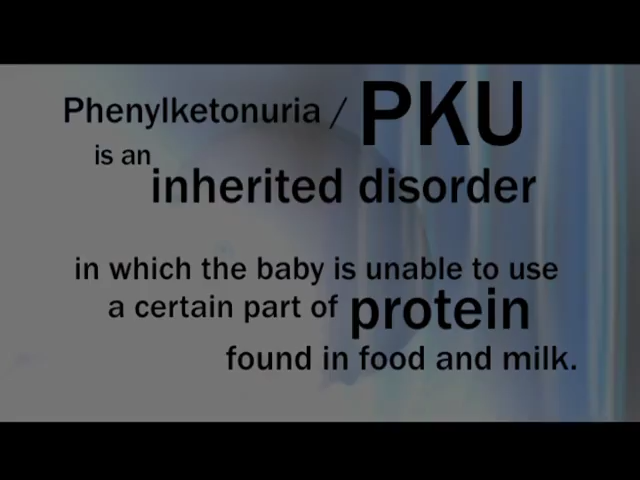 Phenylketonuria / PKU
is an
inherited disorder
in which the baby is unable to use
a certain part of protein
found in food and milk.